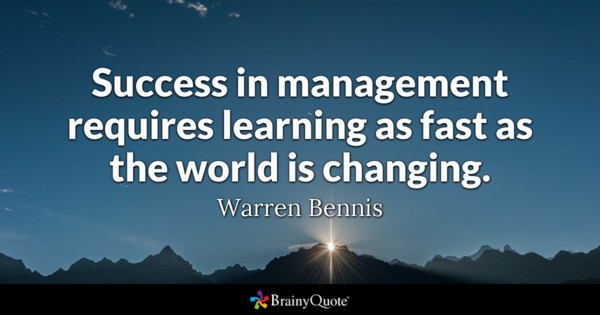 Success in management
requires learning as fast as
the world is changing.
Warren Bennis
BrainyQuote®